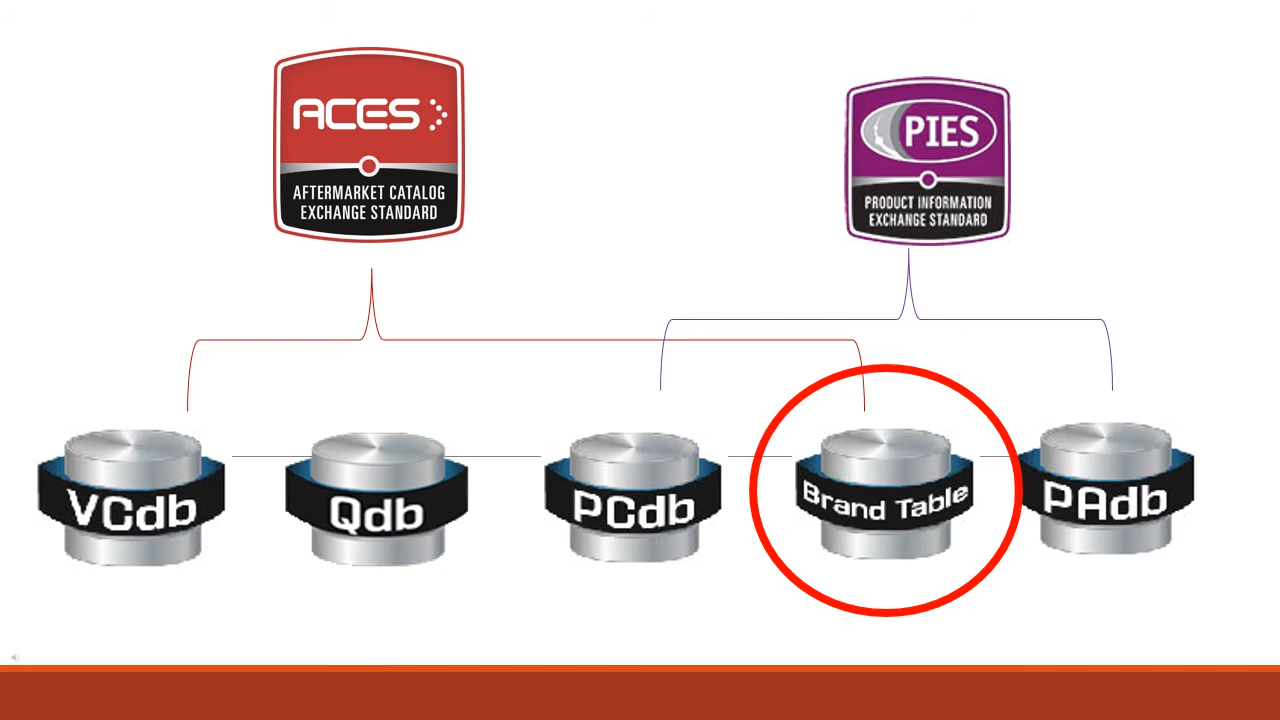 ACES
AFTERMARKET CATALOG
EXCHANGE STANDARD
PIES
PRODUCT INFORMATION
EXCHANGE STANDARD
VCdb
Qdb
PCdb
Brand Table
PAdb